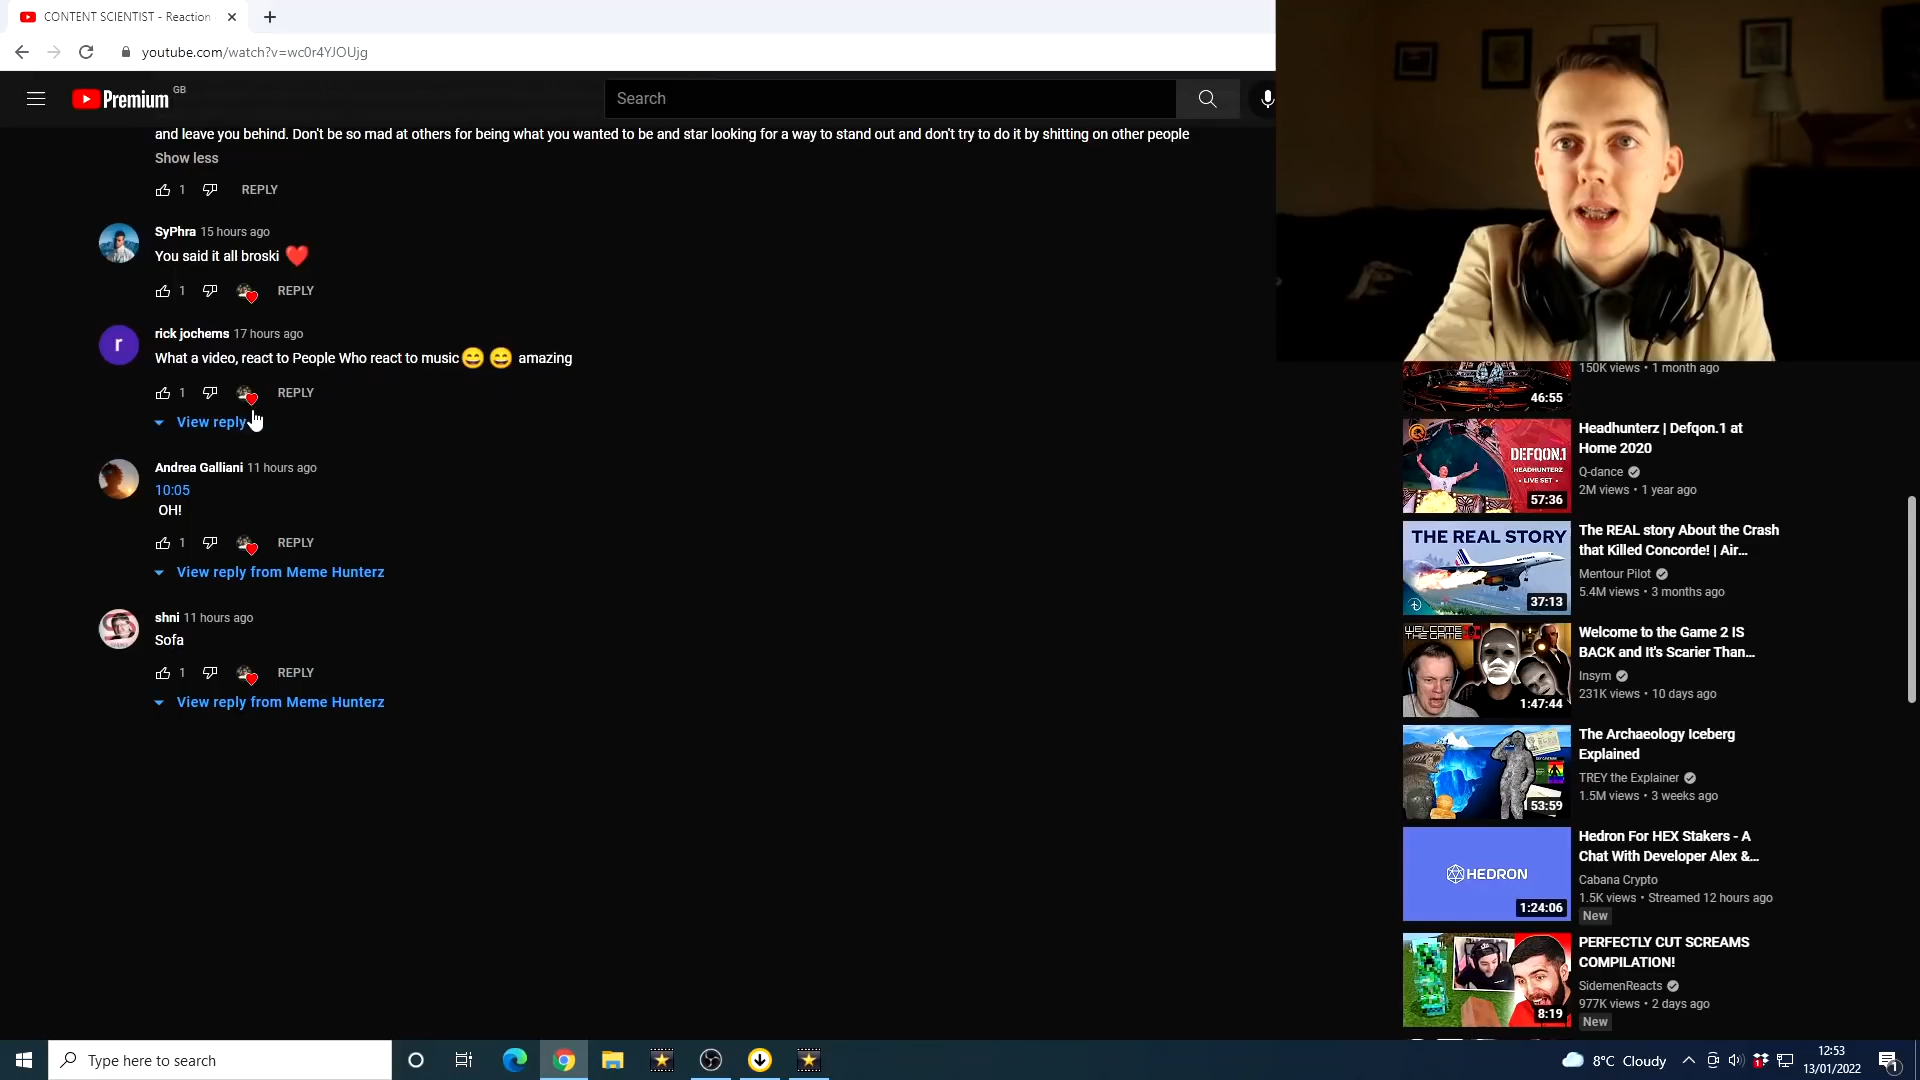 CONTENT SCIENTIST - Reaction
youtube.com/watch?v=wc0r4YJOUjg
Premium
GB
Search
and leave you behind. Don't be so mad at others for being what you wanted to be and star looking for a way to stand out and don't try to do it by shitting on other people
Show less
1 REPLY
SyPhra 15 hours ago
You said it all broski ❤️
1 REPLY
r
rick jochems 17 hours ago
What a video, react to People Who react to music😄 😄 amazing
1 REPLY
View reply
Andrea Galliani 11 hours ago
10:05
OH!
1 REPLY
View reply from Meme Hunterz
shni 11 hours ago
Sofa
1 REPLY
View reply from Meme Hunterz
150K views • 1 month ago
46:55
DEFQON.1
HEADHUNTERZ
• LIVE SET •
57:36
Headhunterz | Defqon.1 at
Home 2020
Q-dance
2M views • 1 year ago
THE REAL STORY
37:13
The REAL story About the Crash
that Killed Concorde! | Air...
Mentour Pilot
5.4M views • 3 months ago
WELCOME
THE GAME
1:47:44
Welcome to the Game 2 IS
BACK and It's Scarier Than...
Insym
231K views • 10 days ago
53:59
The Archaeology Iceberg
Explained
TREY the Explainer
1.5M views • 3 weeks ago
HEDRON
1:24:06
Hedron For HEX Stakers - A
Chat With Developer Alex &...
Cabana Crypto
1.5K views • Streamed 12 hours ago
New
8:19
PERFECTLY CUT SCREAMS
COMPILATION!
SidemenReacts
977K views • 2 days ago
New
Type here to search
8°C Cloudy
12:53
13/01/2022
1